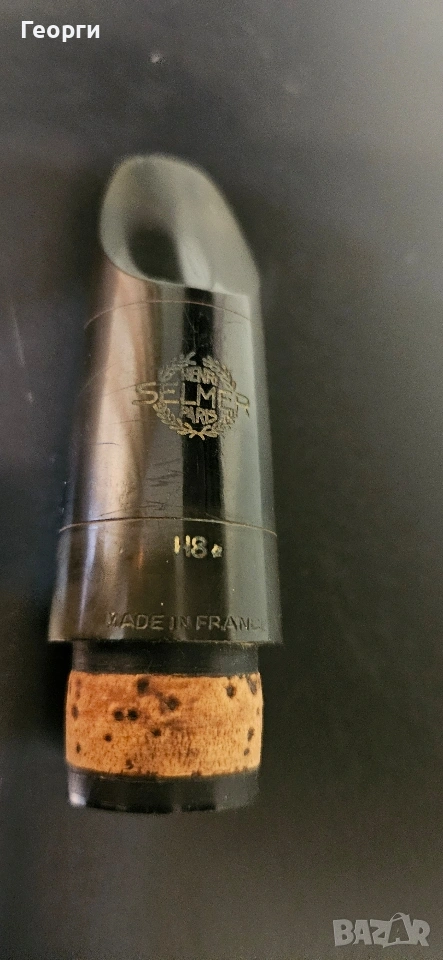 Георги
HENRI
SELMER
PARIS
H8*
MADE IN FRANCE
BAZAR